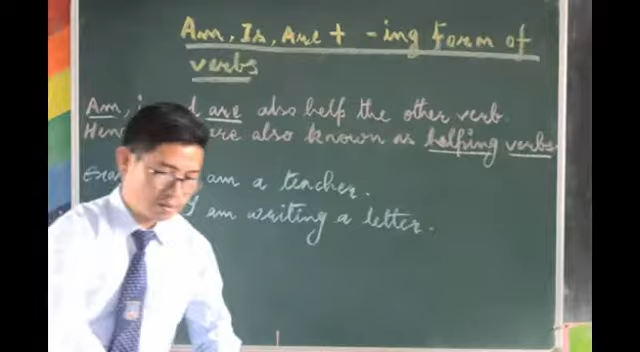 Am, Is, Are + -ing Form of
verbs
Am, are also help the other verb.
are also known as helping verbs
am a teacher.
I am writing a letter.